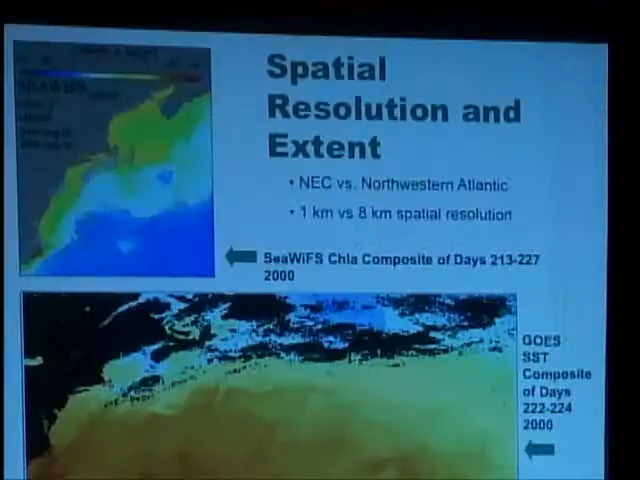 Spatial
Resolution and
Extent
• NEC vs. Northwestern Atlantic
• 1 km vs 8 km spatial resolution
SeaWiFS Chla Composite of Days 213-227
2000
GOES
SST
Composite
of Days
222-224
2000
SeaWiFS